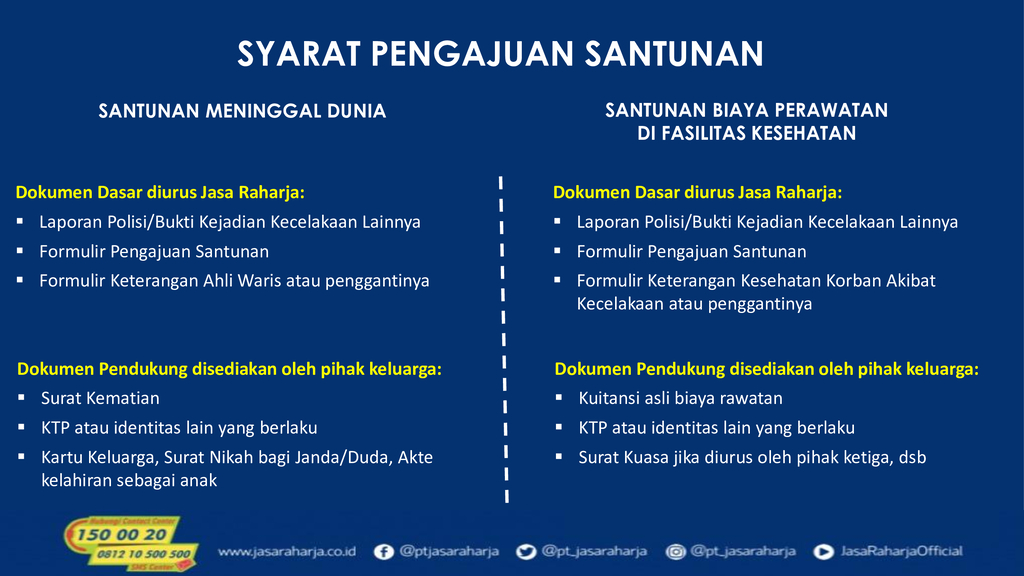 SYARAT PENGAJUAN SANTUNAN
SANTUNAN MENINGGAL DUNIA
Dokumen Dasar diurus Jasa Raharja:
▪ Laporan Polisi/Bukti Kejadian Kecelakaan Lainnya
▪ Formulir Pengajuan Santunan
▪ Formulir Keterangan Ahli Waris atau penggantinya
Dokumen Pendukung disediakan oleh pihak keluarga:
▪ Surat Kematian
▪ KTP atau identitas lain yang berlaku
▪ Kartu Keluarga, Surat Nikah bagi Janda/Duda, Akte
kelahiran sebagai anak
SANTUNAN BIAYA PERAWATAN
DI FASILITAS KESEHATAN
Dokumen Dasar diurus Jasa Raharja:
▪ Laporan Polisi/Bukti Kejadian Kecelakaan Lainnya
▪ Formulir Pengajuan Santunan
▪ Formulir Keterangan Kesehatan Korban Akibat
Kecelakaan atau penggantinya
Dokumen Pendukung disediakan oleh pihak keluarga:
▪ Kuitansi asli biaya rawatan
▪ KTP atau identitas lain yang berlaku
▪ Surat Kuasa jika diurus oleh pihak ketiga, dsb
Hubungi Contact Center
150 00 20
0812 10 500 500
SMS Center
www.jasaraharja.co.id @ptjasaraharja @pt_jasaraharja @pt_jasaraharja JasaRaharjaOfficial